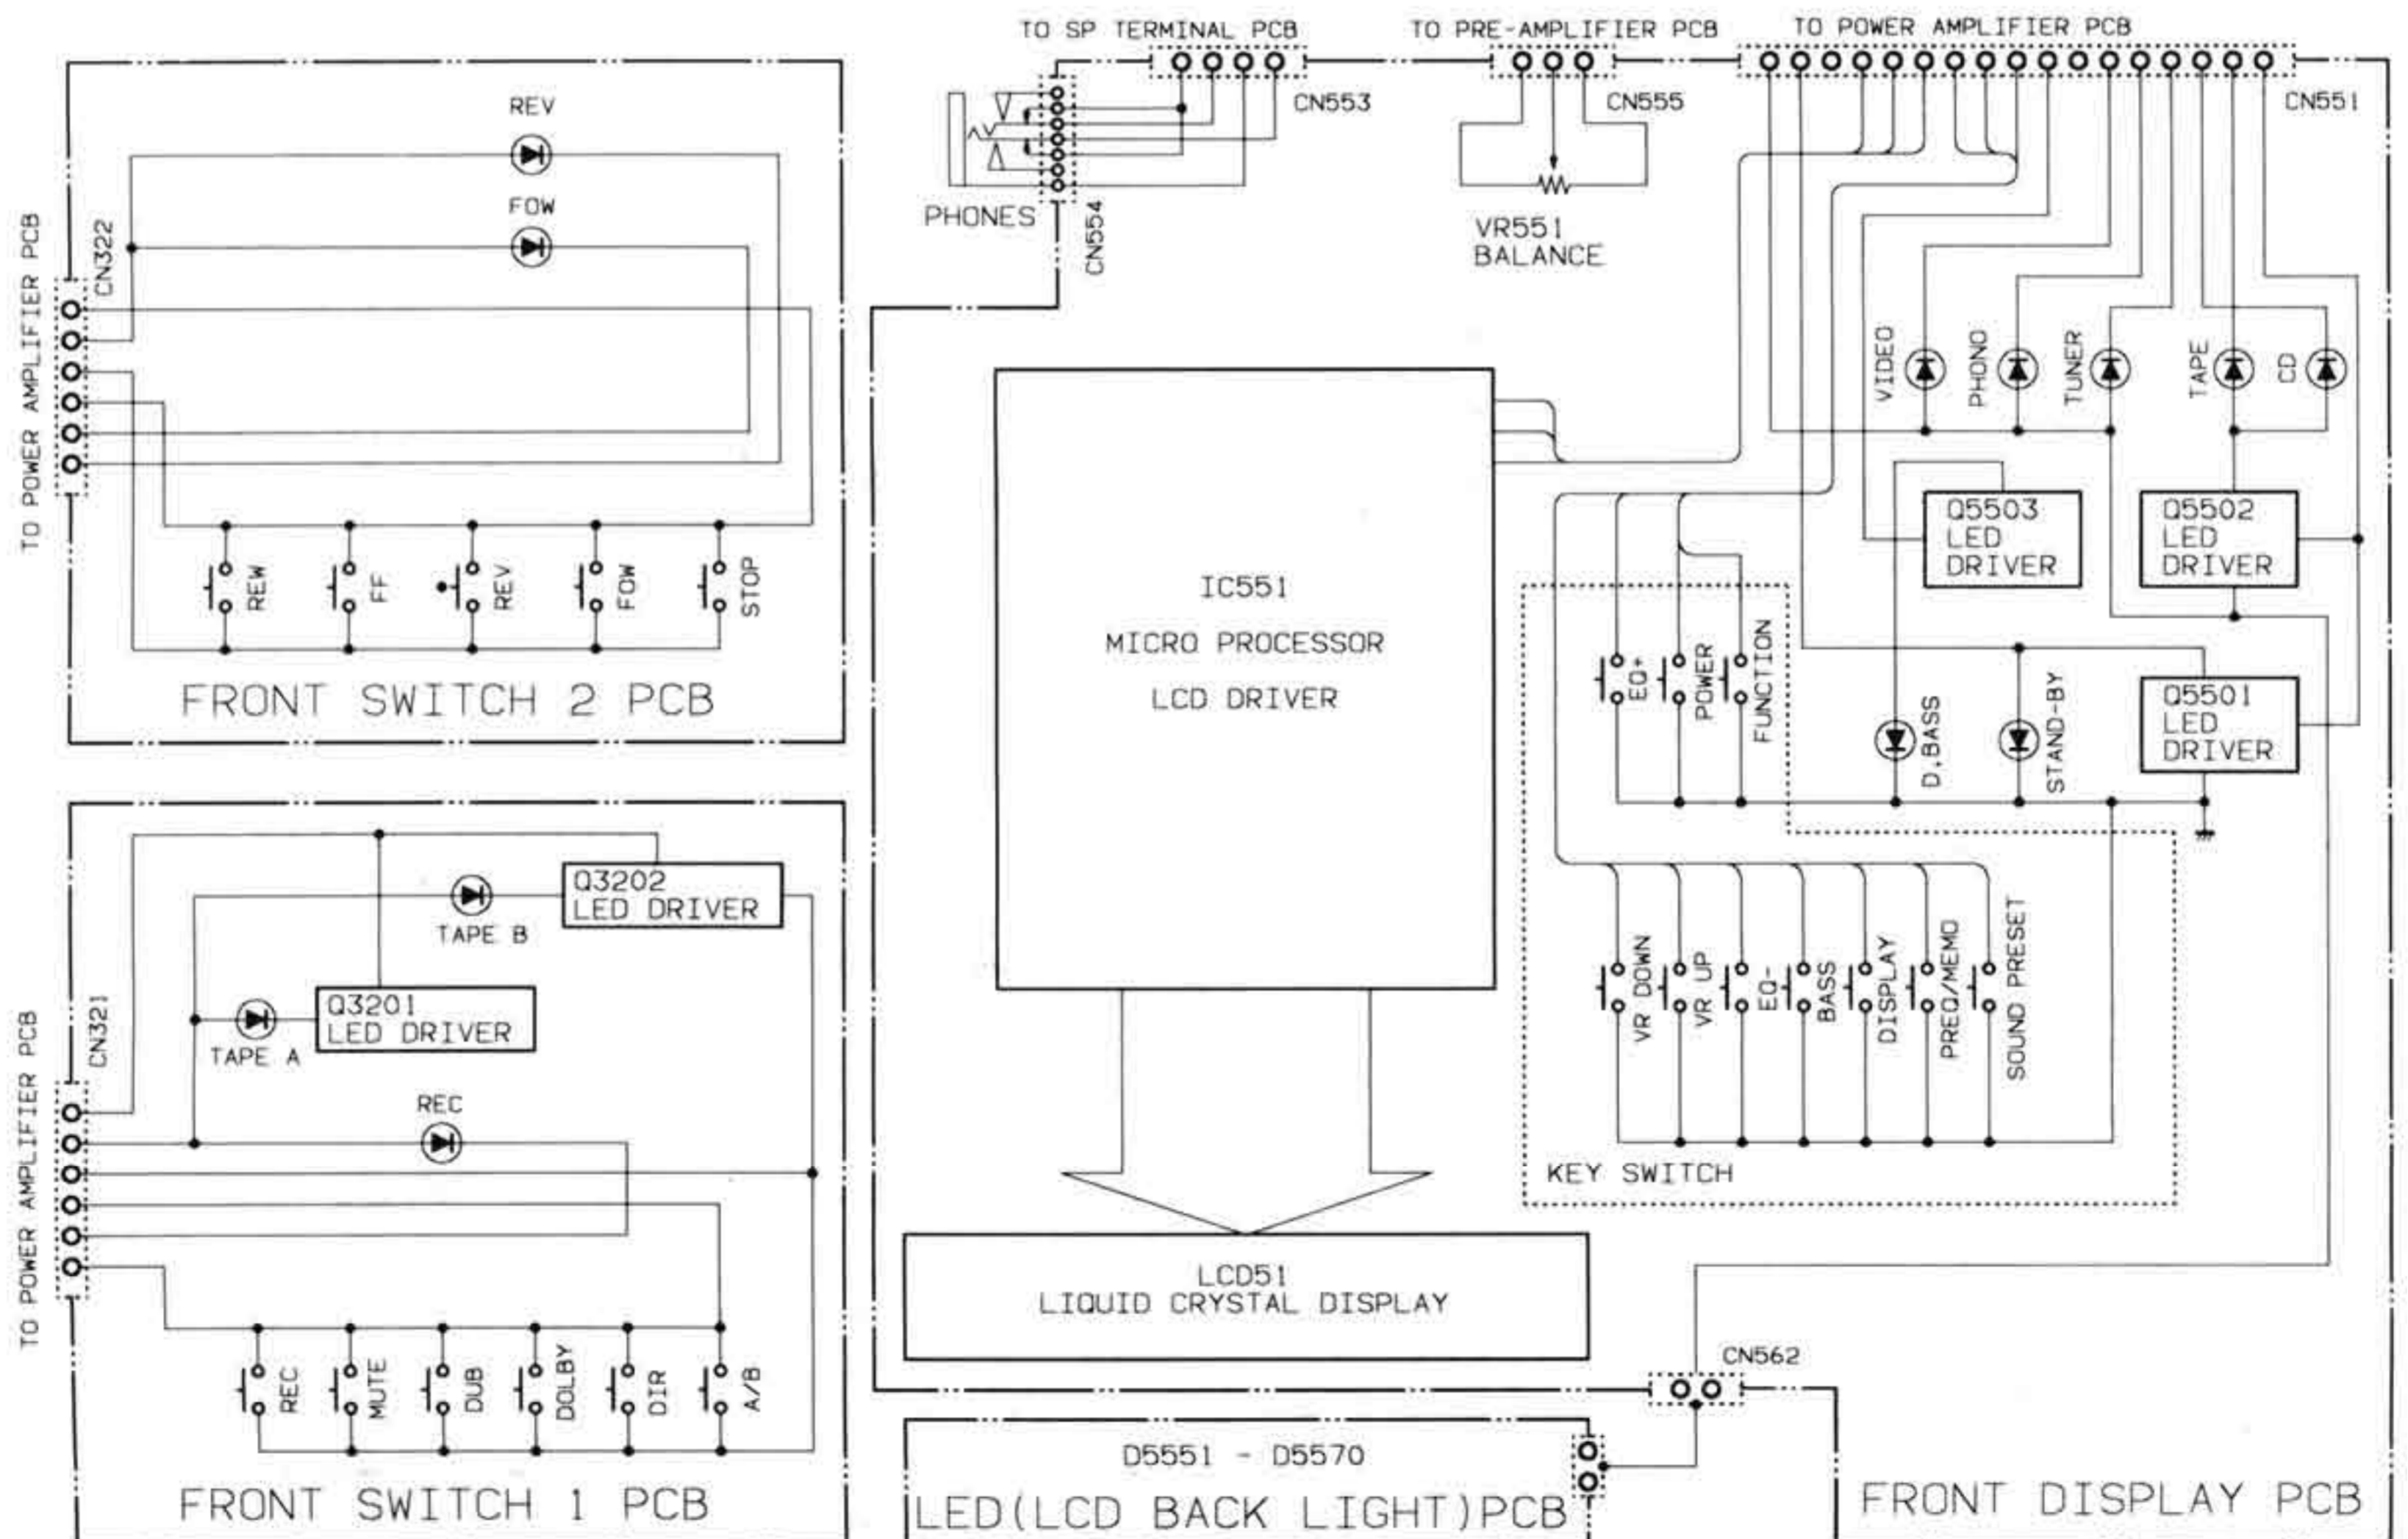 TO SP TERMINAL PCB
TO PRE-AMPLIFIER PCB
TO POWER AMPLIFIER PCB
CN553
CN555
CN551
PHONES
CN554
VR551
BALANCE
REV
FOW
CN322
TO POWER AMPLIFIER PCB
REW
FF
REV
FOW
STOP
FRONT SWITCH 2 PCB
VIDEO
PHONO
TUNER
TAPE
CD
Q5503
LED
DRIVER
Q5502
LED
DRIVER
IC551
MICRO PROCESSOR
LCD DRIVER
EQ+
POWER
FUNCTION
D.BASS
STAND-BY
Q5501
LED
DRIVER
Q3202
LED DRIVER
TAPE B
Q3201
LED DRIVER
TAPE A
CN321
TO POWER AMPLIFIER PCB
REC
REC
MUTE
DUB
DOLBY
DIR
A/B
FRONT SWITCH 1 PCB
VR DOWN
VR UP
EQ-
BASS
DISPLAY
PREQ/MEMO
SOUND PRESET
KEY SWITCH
LCD51
LIQUID CRYSTAL DISPLAY
CN562
D5551 - D5570
LED(LCD BACK LIGHT)PCB
FRONT DISPLAY PCB